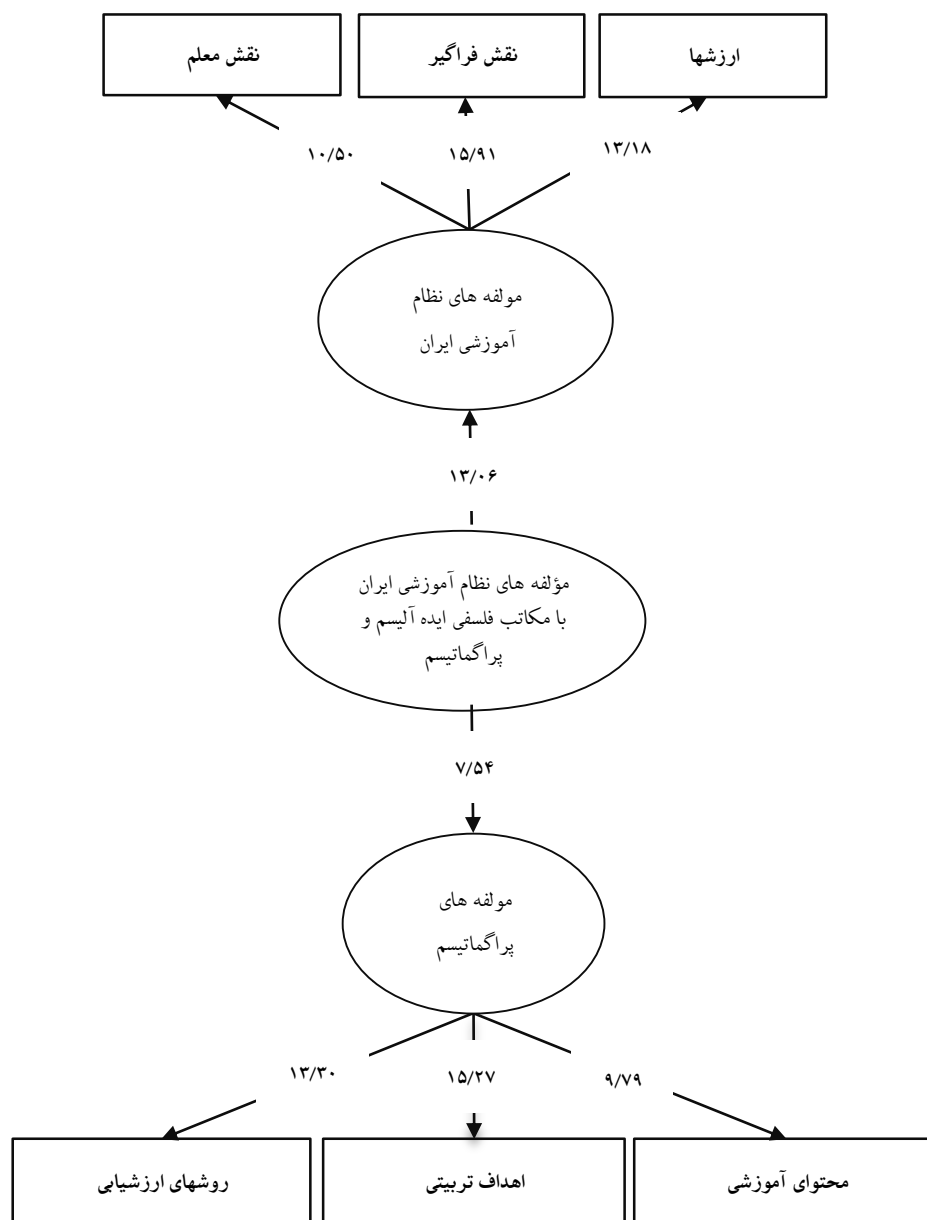 ارزشها
نقش فراگیر
نقش معلم
۱۳/۱۸
۱۵/۹۱
۱۰/۵۰
مولفه های نظام
آموزشی ایران
۱۳/۰۶
مؤلفه های نظام آموزشی ایران
با مکاتب فلسفی ایده آلیسم و
پراگماتیسم
۷/۵۴
مولفه های
پراگماتیسم
۹/۷۹
۱۵/۲۷
۱۳/۳۰
محتوای آموزشی
اهداف تربیتی
روشهای ارزشیابی